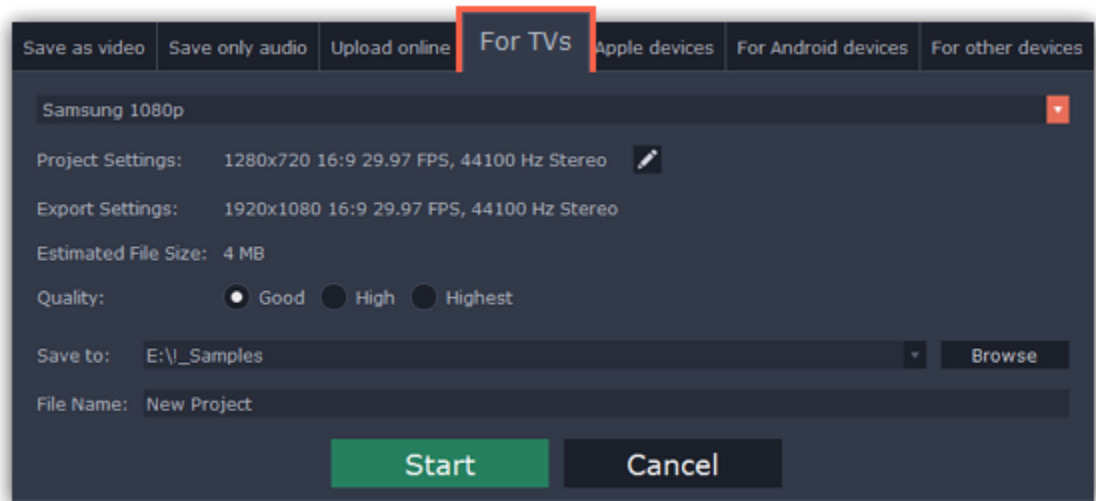 Save as video Save only audio Upload online For TVs Apple devices For Android devices For other devices
Samsung 1080p
Project Settings: 1280x720 16:9 29.97 FPS, 44100 Hz Stereo
Export Settings: 1920x1080 16:9 29.97 FPS, 44100 Hz Stereo
Estimated File Size: 4 MB
Quality: Good High Highest
Save to: E:\!_Samples Browse
File Name: New Project
Start Cancel